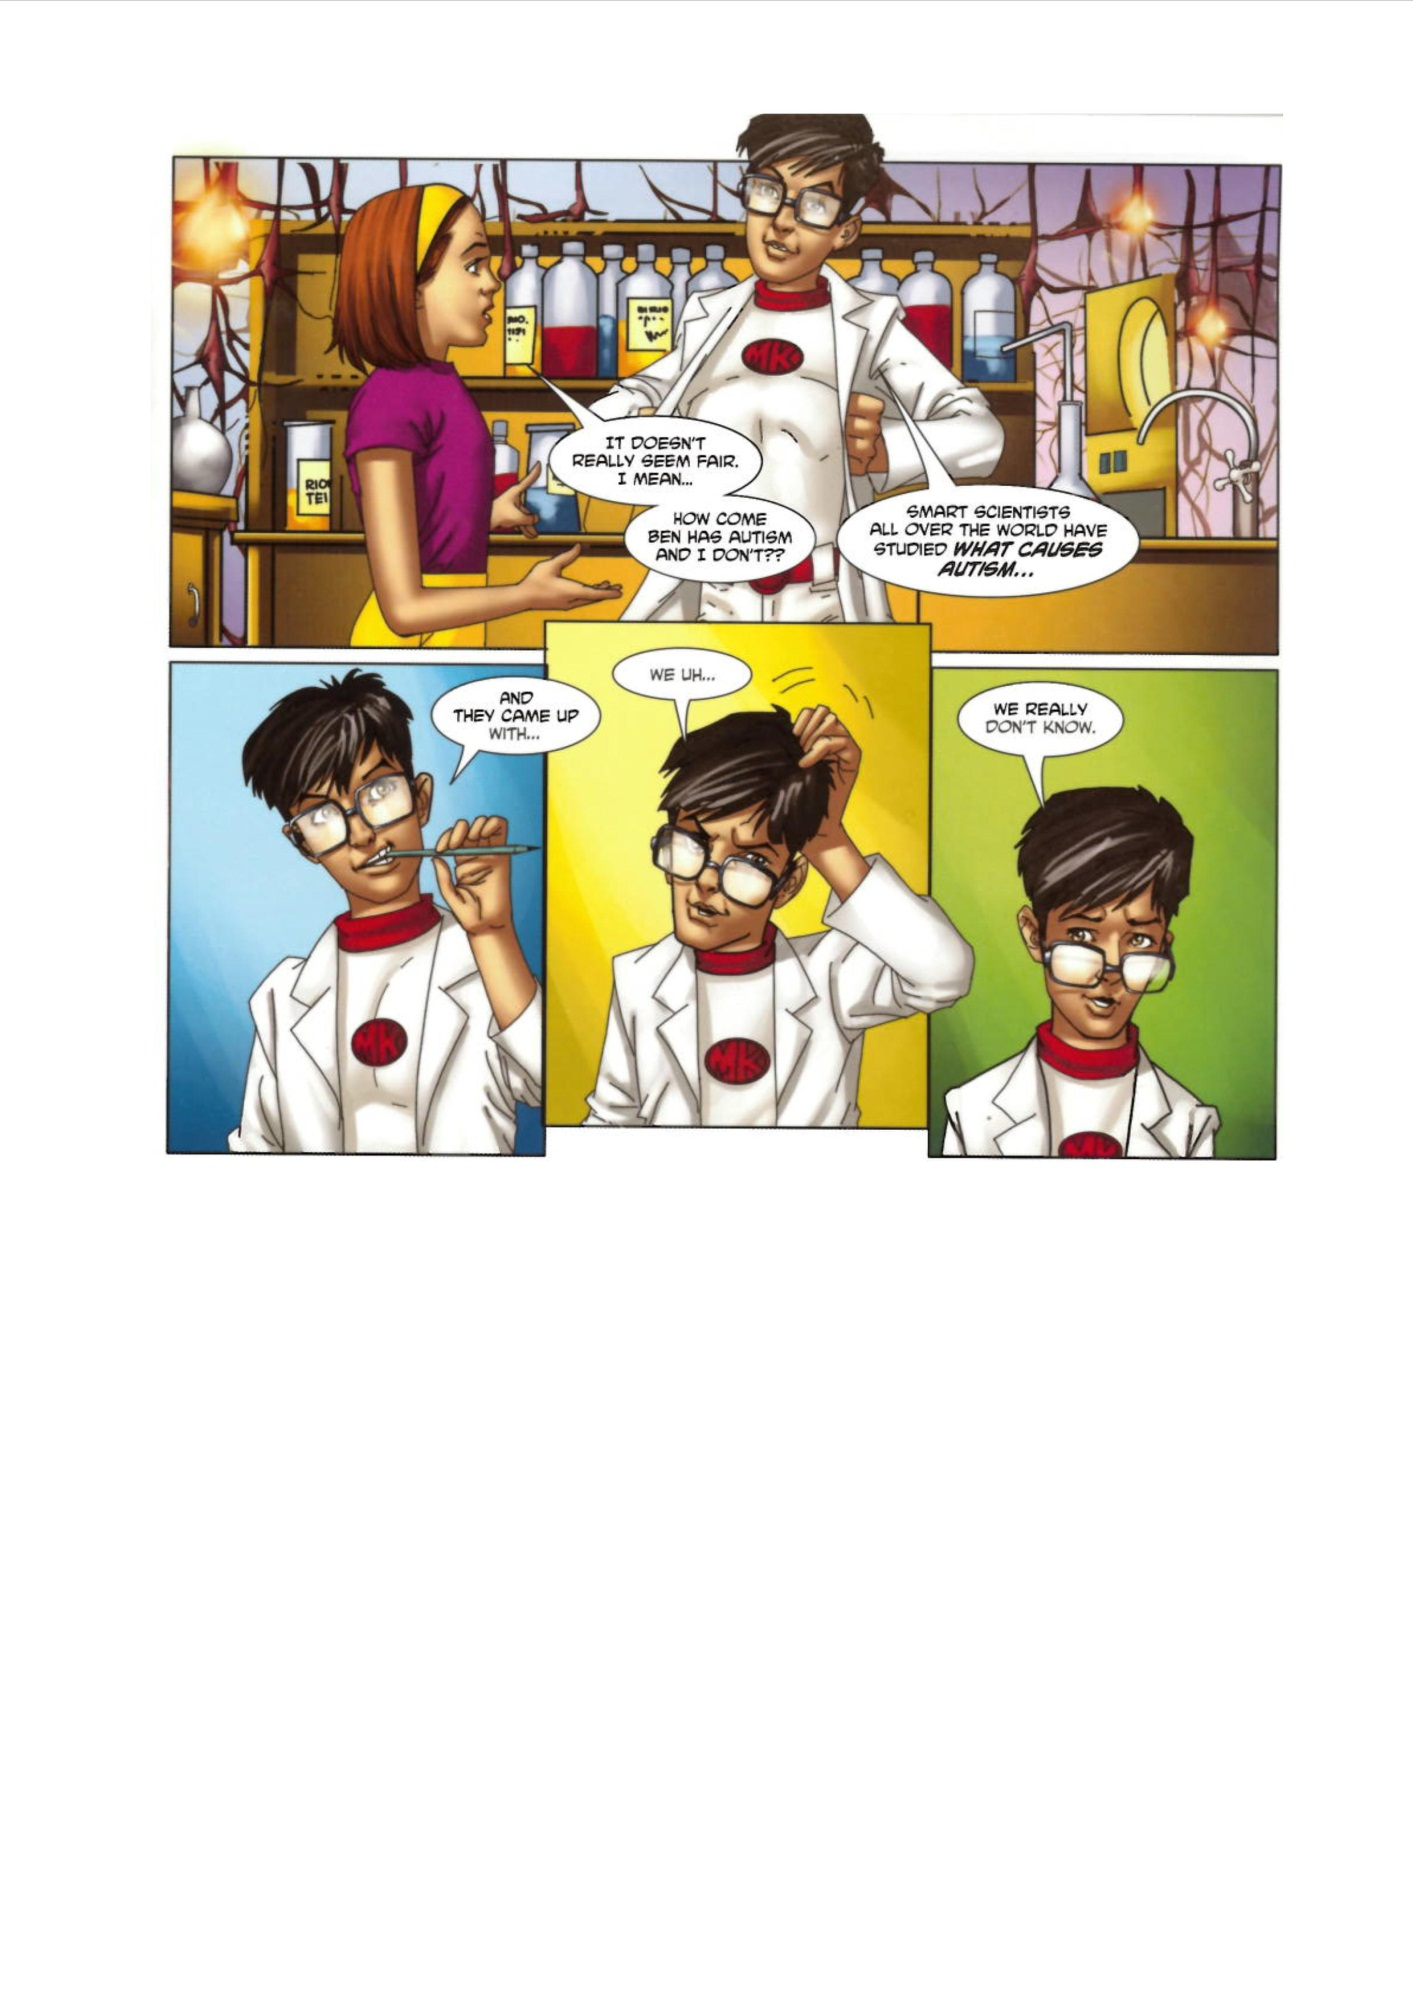 IT DOESN'T
REALLY SEEM FAIR.
I MEAN...
HOW COME
BEN HAS AUTISM
AND I DON'T??
SMART SCIENTISTS
ALL OVER THE WORLD HAVE
STUDIED WHAT CAUSES
AUTISM...
MK
AND
THEY CAME UP
WITH...
MK
WE UH...
MK
WE REALLY
DON'T KNOW.